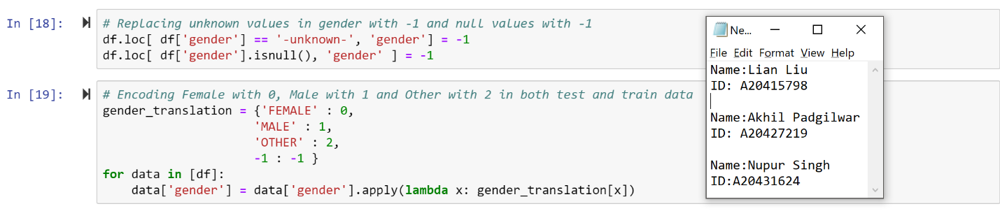 In [18]:
# Replacing unknown values in gender with -1 and null values with -1
df.loc[ df['gender'] == '-unknown-', 'gender'] = -1
df.loc[ df['gender'].isnull(), 'gender' ] = -1
In [19]:
# Encoding Female with 0, Male with 1 and Other with 2 in both test and train data
gender_translation = {'FEMALE' : 0,
'MALE' : 1,
'OTHER' : 2,
-1 : -1 }
for data in [df]:
data['gender'] = data['gender'].apply(lambda x: gender_translation[x])
Ne...
File Edit Format View Help
Name:Lian Liu
ID: A20415798
Name:Akhil Padgilwar
ID: A20427219
Name:Nupur Singh
ID:A20431624